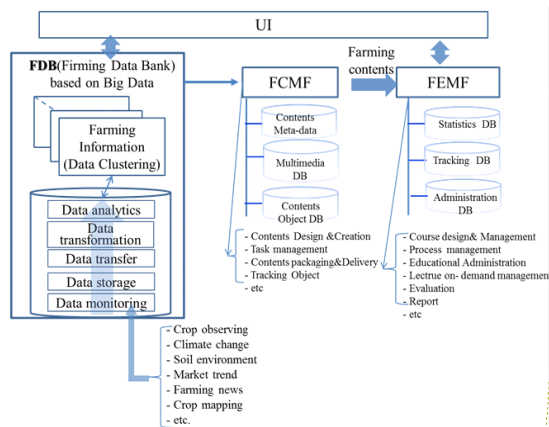 UI
FDB(Firming Data Bank)
based on Big Data
Farming
Information
(Data Clustering)
Data analytics
Data
transformation
Data transfer
Data storage
Data monitoring
- Crop observing
- Climate change
- Soil environment
- Market trend
- Farming news
- Crop mapping
- etc.
FCMF
Contents
Meta-data
Multimedia
DB
Contents
Object DB
- Contents Design &Creation
- Task management
- Contents packaging&Delivery
- Tracking Object
- etc
Farming
contents
FEMF
Statistics DB
Tracking DB
Administration
DB
- Course design& Management
- Process management
- Educational Administration
- Lectrue on- demand management
- Evaluation
- Report
- etc